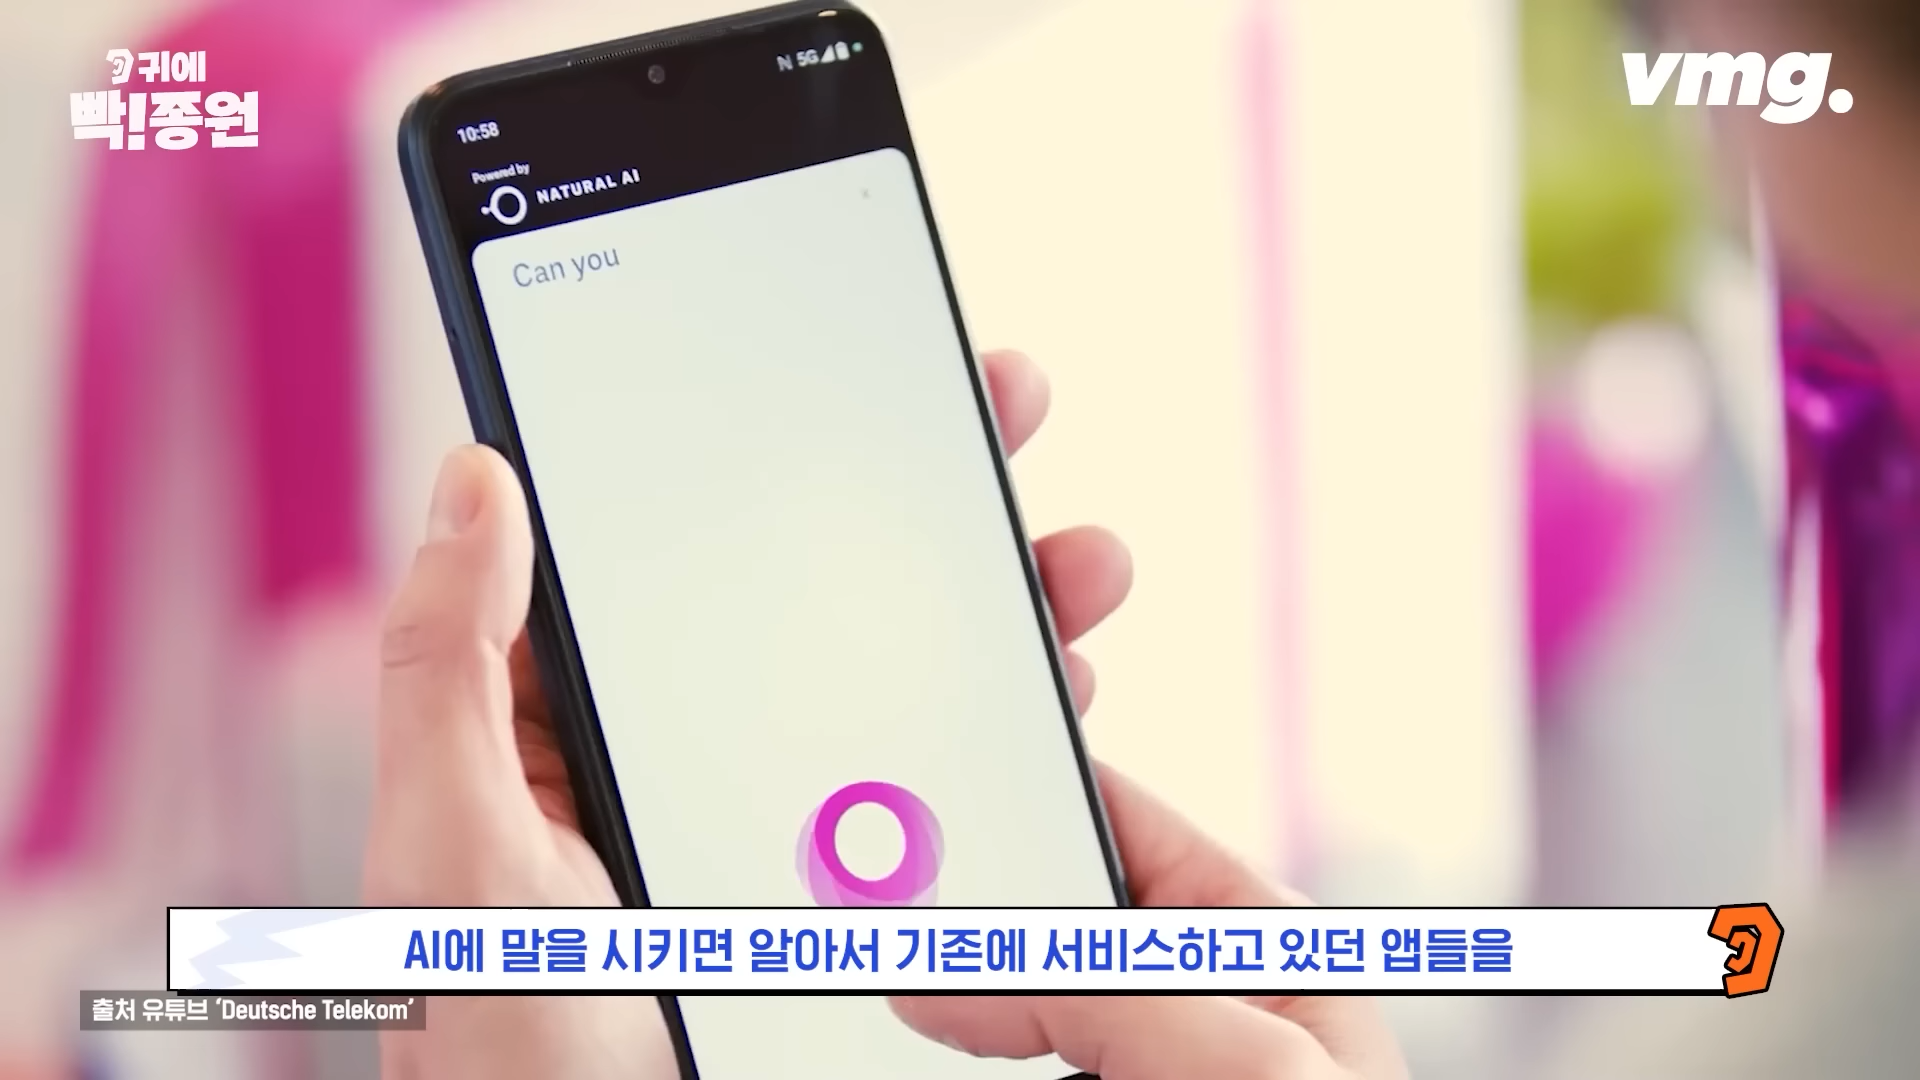 귀에
빡!종원
vmg.
N 5G
10:58
Powered by
NATURAL AI
Can you
AI에 말을 시키면 알아서 기존에 서비스하고 있던 앱들을
출처 유튜브 ‘Deutsche Telekom’